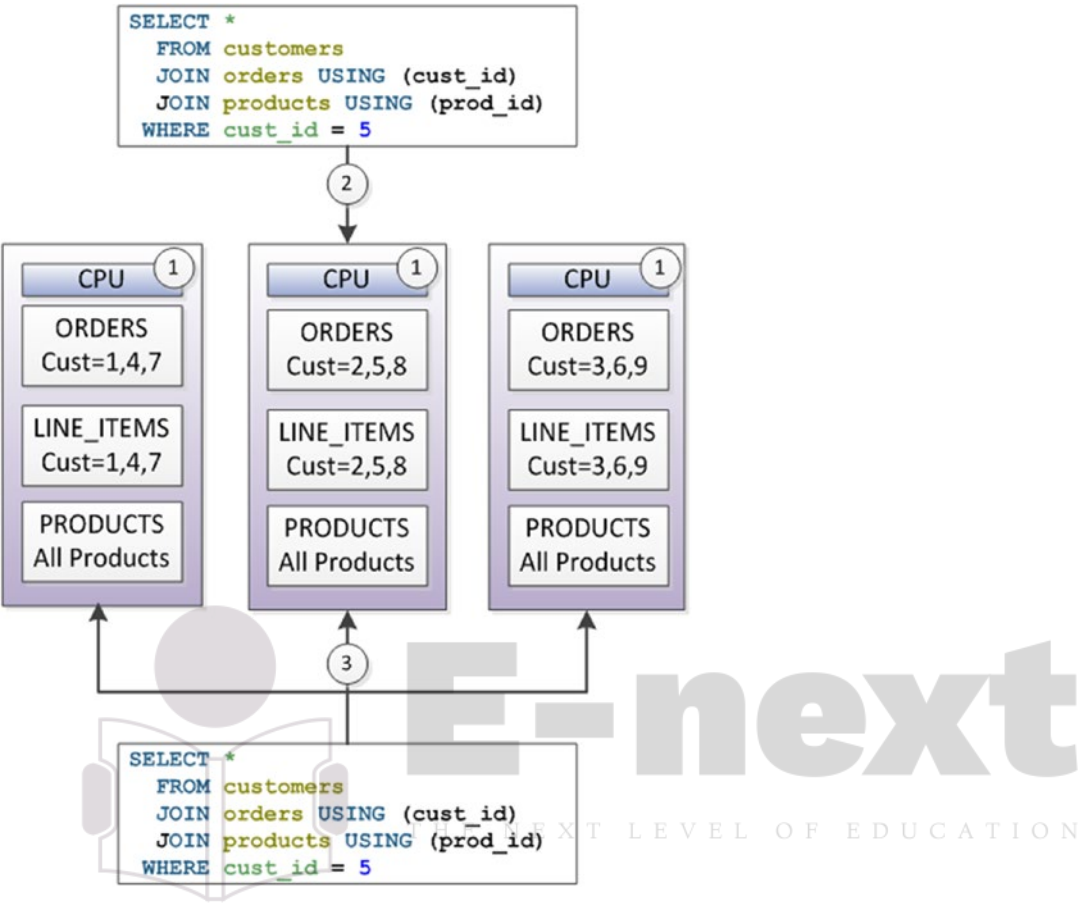 SELECT *
FROM customers
JOIN orders USING (cust_id)
JOIN products USING (prod_id)
WHERE cust_id = 5
2
CPU
1
ORDERS
Cust=1,4,7
LINE_ITEMS
Cust=1,4,7
PRODUCTS
All Products
CPU
1
ORDERS
Cust=2,5,8
LINE_ITEMS
Cust=2,5,8
PRODUCTS
All Products
CPU
1
ORDERS
Cust=3,6,9
LINE_ITEMS
Cust=3,6,9
PRODUCTS
All Products
3
SELECT *
FROM customers
JOIN orders USING (cust_id)
JOIN products USING (prod_id)
WHERE cust_id = 5
E-next
THE NEXT LEVEL OF EDUCATION